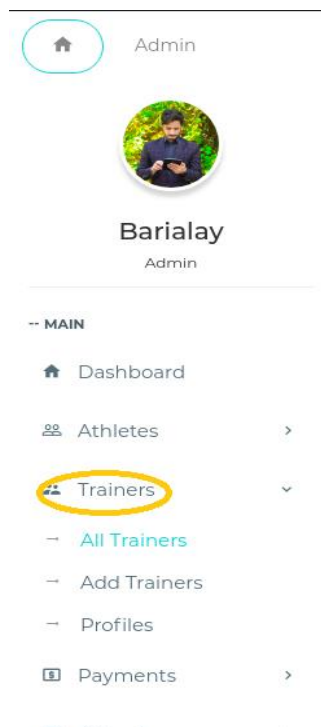 Admin
Barialay
Admin
-- MAIN
Dashboard
Athletes
Trainers
All Trainers
Add Trainers
Profiles
Payments